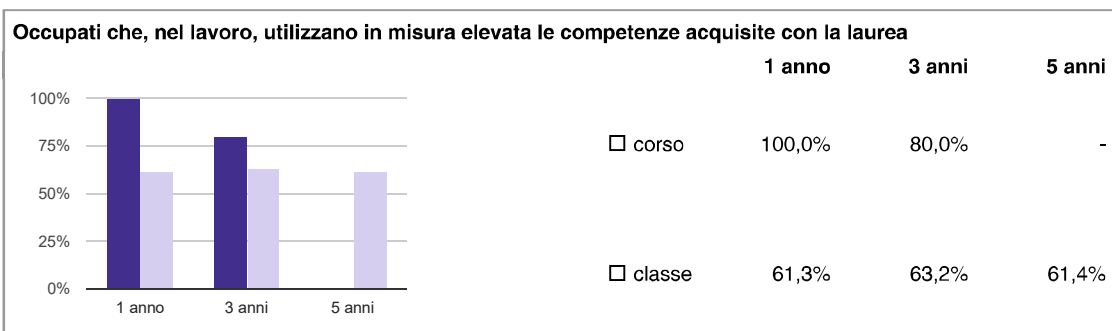 Occupati che, nel lavoro, utilizzano in misura elevata le competenze acquisite con la laurea
1 anno 3 anni 5 anni
100%
75%
50%
25%
0%
1 anno 3 anni 5 anni
corso 100,0% 80,0% -
classe 61,3% 63,2% 61,4%